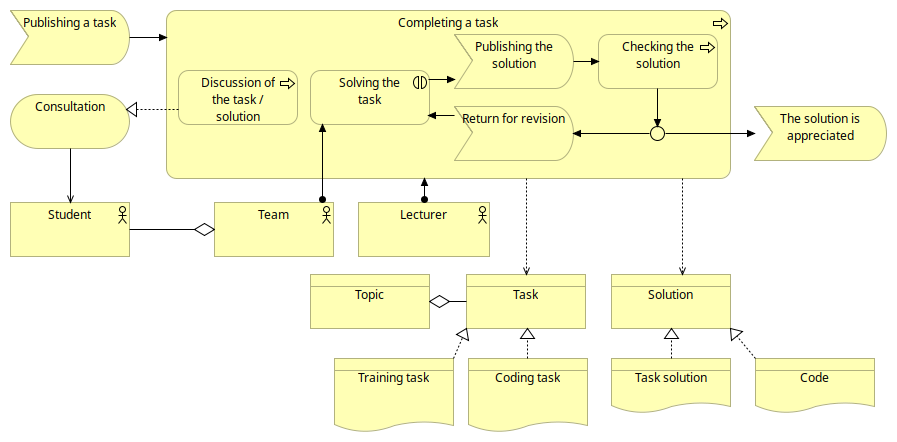 Publishing a task
Completing a task
Publishing the
solution
Checking the
solution
Discussion of
the task /
solution
Solving the
task
Consultation
Return for revision
The solution is
appreciated
Student
Team
Lecturer
Topic
Task
Solution
Training task
Coding task
Task solution
Code